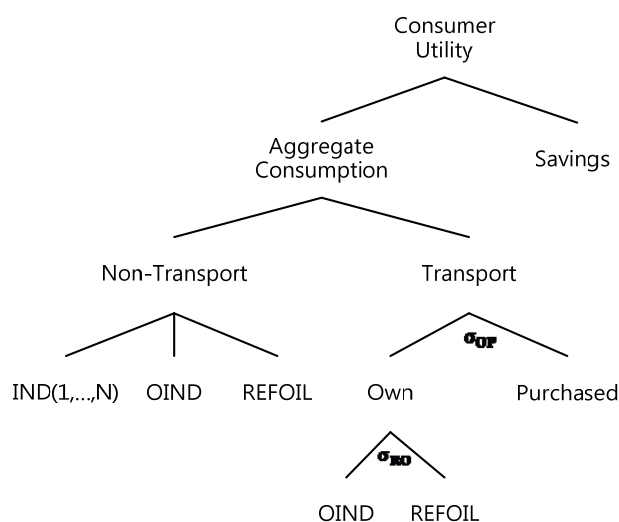 Consumer
Utility
Aggregate
Consumption
Savings
Non-Transport
Transport
σOP
IND(1,...,N)
OIND
REFOIL
Own
Purchased
σRO
OIND
REFOIL